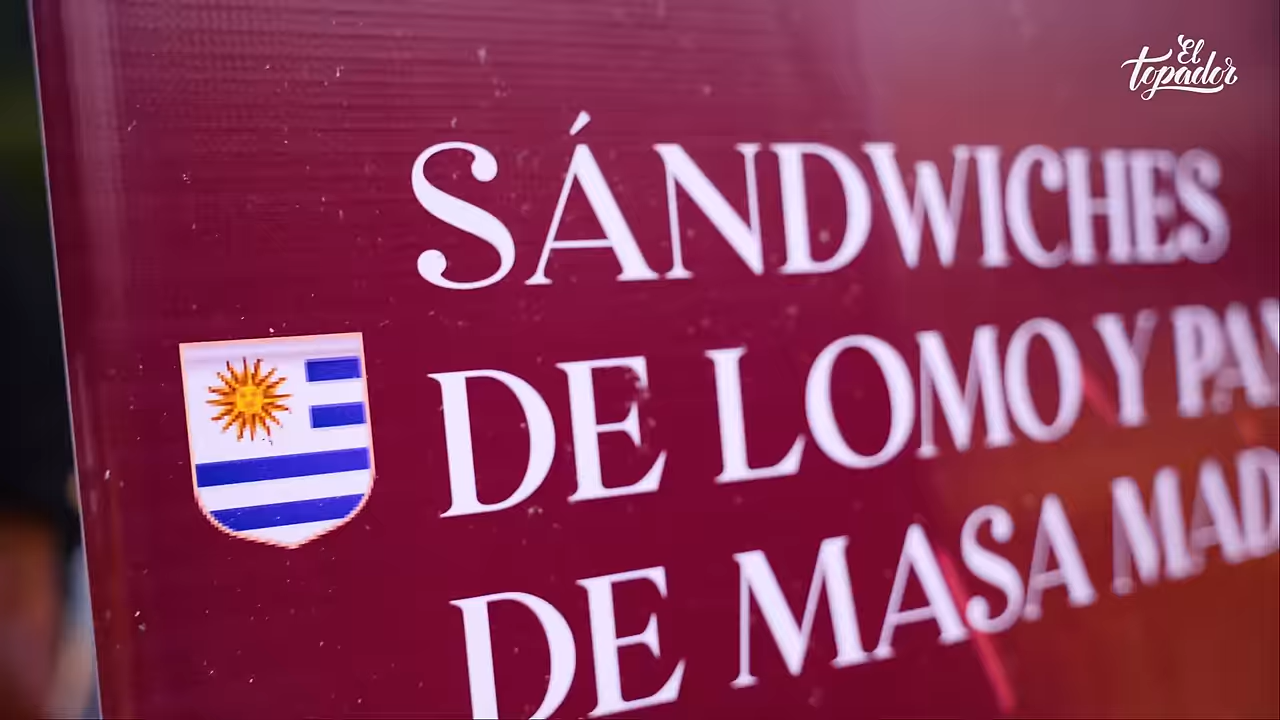 El
topador
SÁNDWICHES
DE LOMO Y
DE MASA